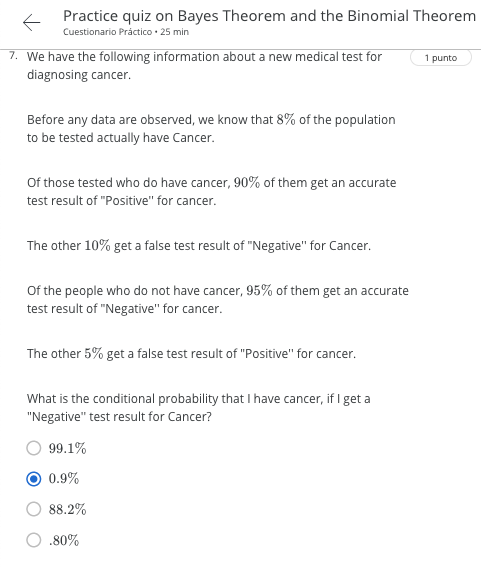 Practice quiz on Bayes Theorem and the Binomial Theorem
Cuestionario Práctico • 25 min
7. We have the following information about a new medical test for
1 punto
diagnosing cancer.
Before any data are observed, we know that 8% of the population
to be tested actually have Cancer.
Of those tested who do have cancer, 90% of them get an accurate
test result of "Positive" for cancer.
The other 10% get a false test result of "Negative" for Cancer.
Of the people who do not have cancer, 95% of them get an accurate
test result of "Negative" for cancer.
The other 5% get a false test result of "Positive" for cancer.
What is the conditional probability that I have cancer, if I get a
"Negative" test result for Cancer?
99.1%
0.9%
88.2%
.80%